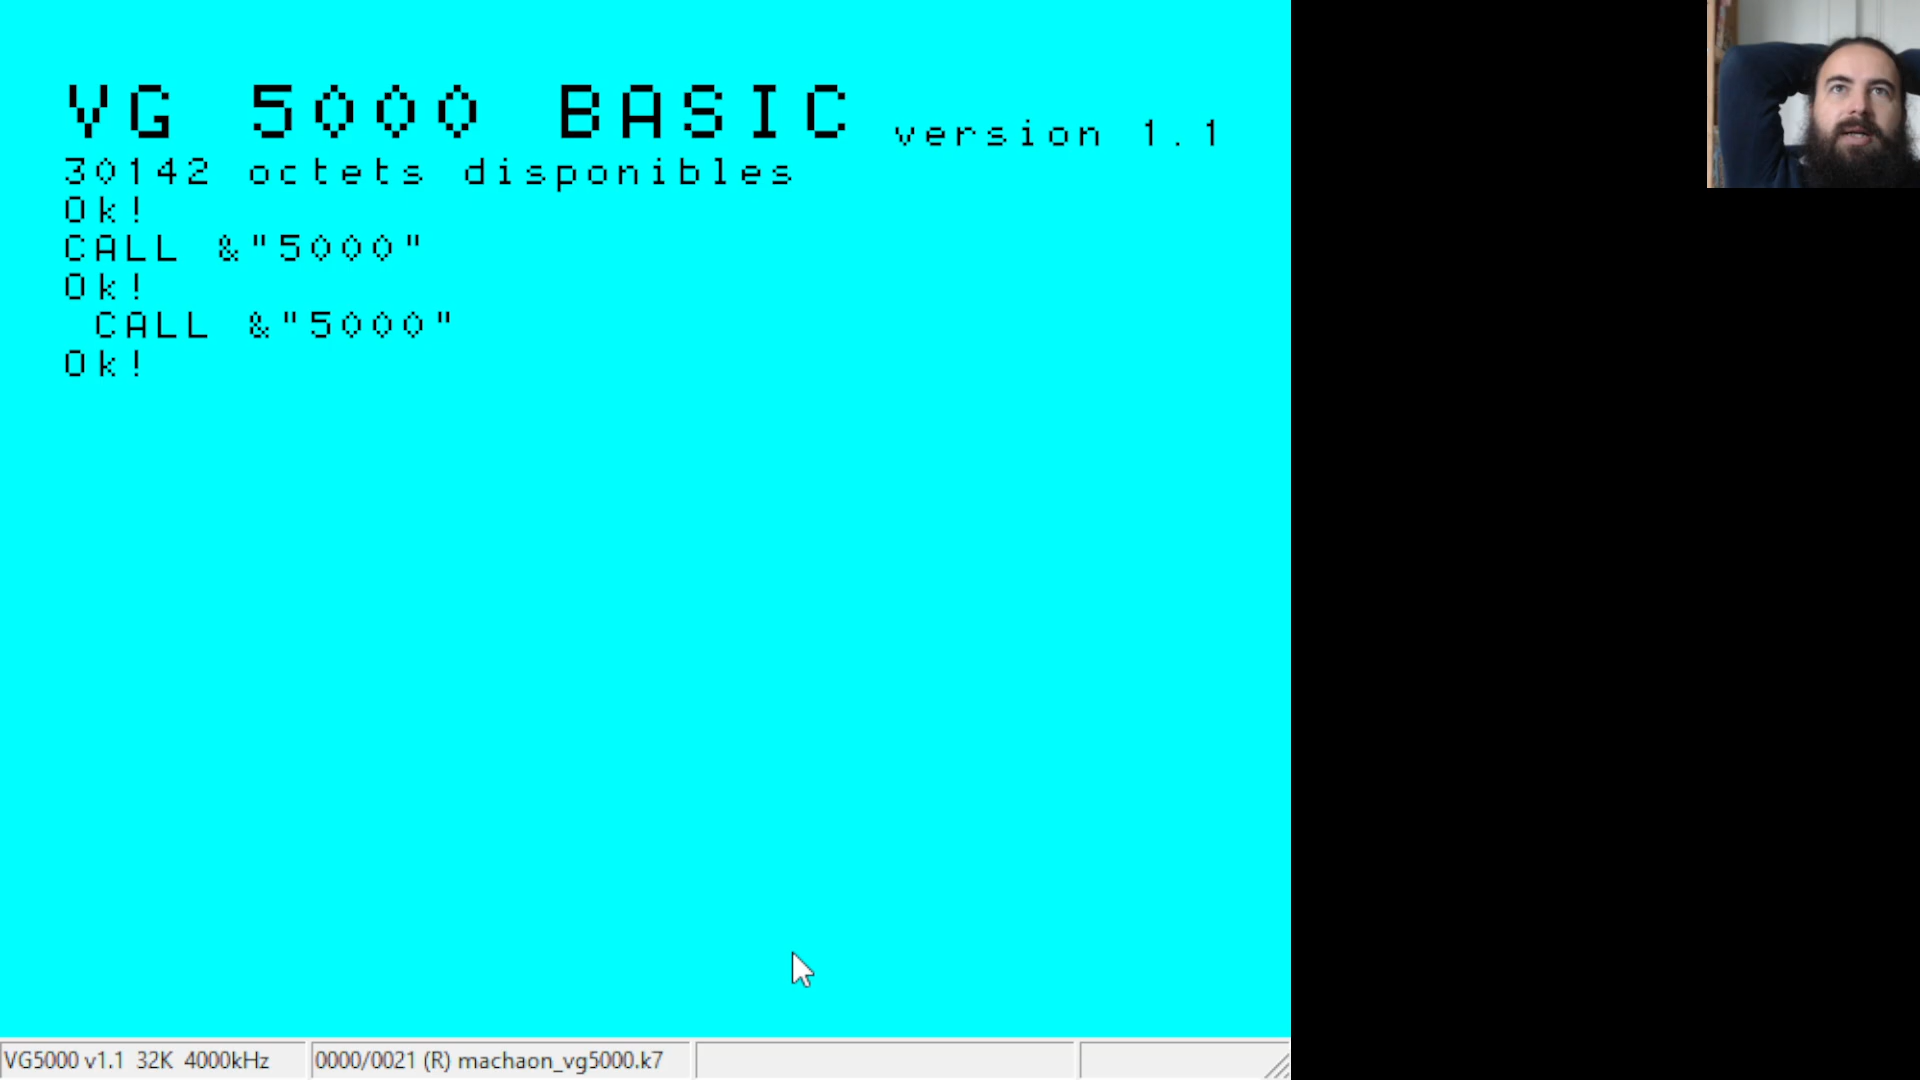 VG 5000 BASIC version 1.1
30142 octets disponibles
Ok!
CALL &"5000"
Ok!
CALL &"5000"
Ok!
VG5000 v1.1 32K 4000kHz
0000/0021 (R) machaon_vg5000.k7